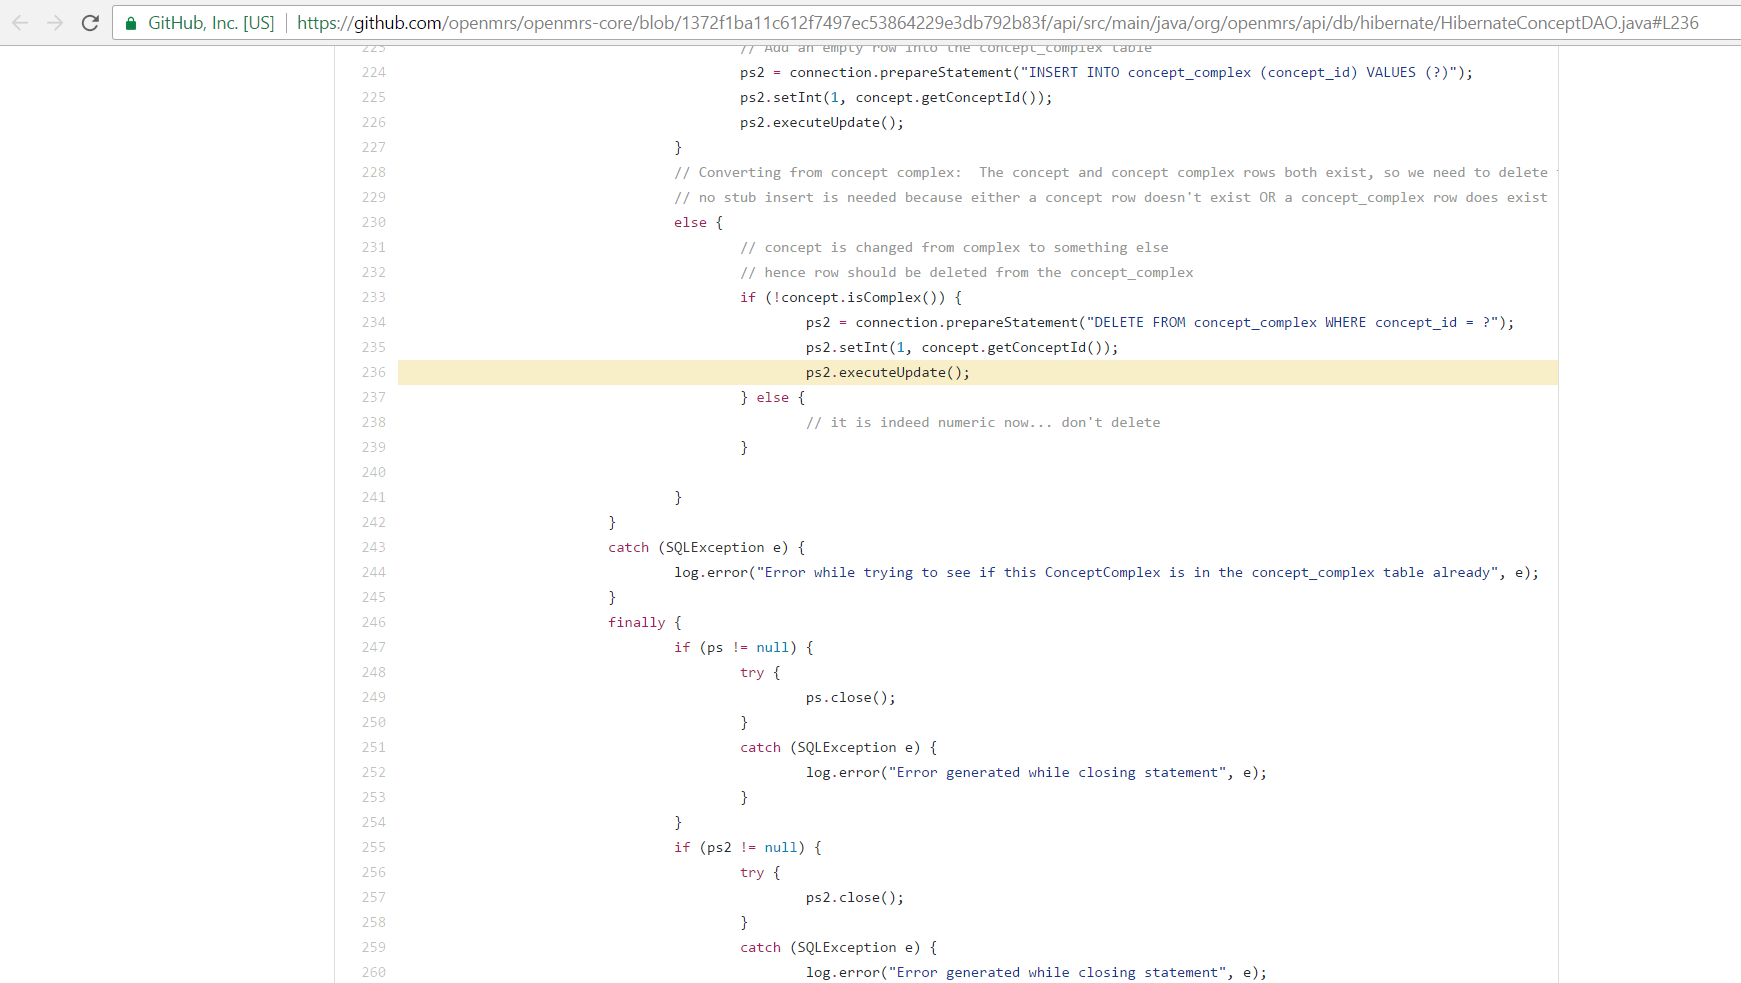 GitHub, Inc. [US] https://github.com/openmrs/openmrs-core/blob/1372f1ba11c612f7497ec53864229e3db792b83f/api/src/main/java/org/openmrs/api/db/hibernate/HibernateConceptDAO.java#L236
223 // Add an empty row into the concept_complex table
224 ps2 = connection.prepareStatement("INSERT INTO concept_complex (concept_id) VALUES (?)");
225 ps2.setInt(1, concept.getConceptId());
226 ps2.executeUpdate();
227 }
228 // Converting from concept complex:  The concept and concept complex rows both exist, so we need to delete
229 // no stub insert is needed because either a concept row doesn't exist OR a concept_complex row does exist
230 else {
231 // concept is changed from complex to something else
232 // hence row should be deleted from the concept_complex
233 if (!concept.isComplex()) {
234 ps2 = connection.prepareStatement("DELETE FROM concept_complex WHERE concept_id = ?");
235 ps2.setInt(1, concept.getConceptId());
236 ps2.executeUpdate();
237 } else {
238 // it is indeed numeric now... don't delete
239 }
240
241 }
242 }
243 catch (SQLException e) {
244 log.error("Error while trying to see if this ConceptComplex is in the concept_complex table already", e);
245 }
246 finally {
247 if (ps != null) {
248 try {
249 ps.close();
250 }
251 catch (SQLException e) {
252 log.error("Error generated while closing statement", e);
253 }
254 }
255 if (ps2 != null) {
256 try {
257 ps2.close();
258 }
259 catch (SQLException e) {
260 log.error("Error generated while closing statement", e);